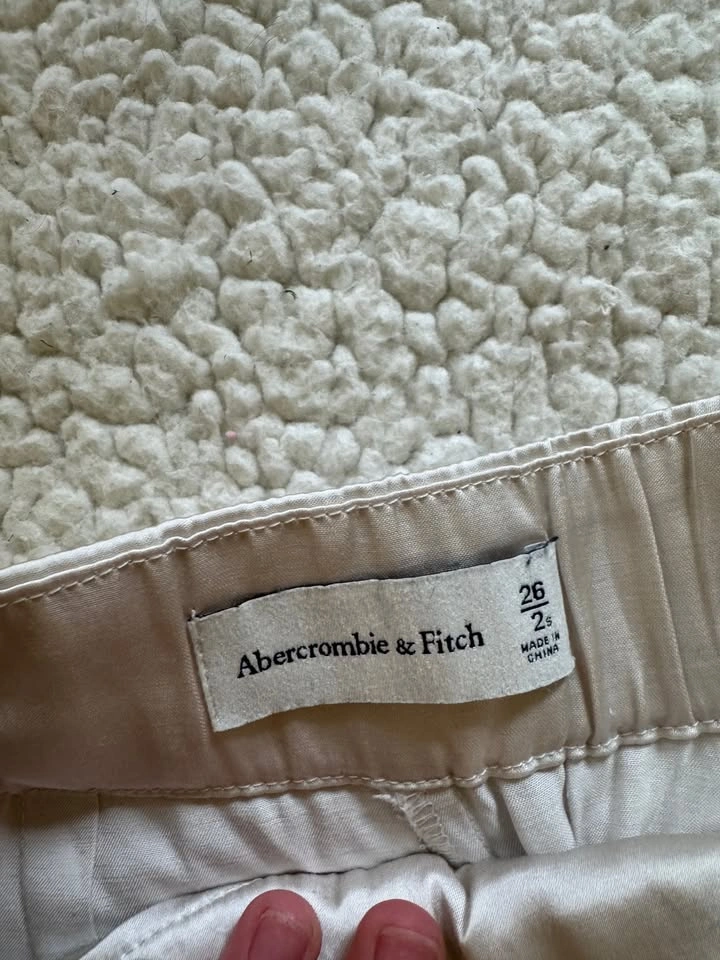 Abercrombie & Fitch
26
2s
MADE IN
CHINA